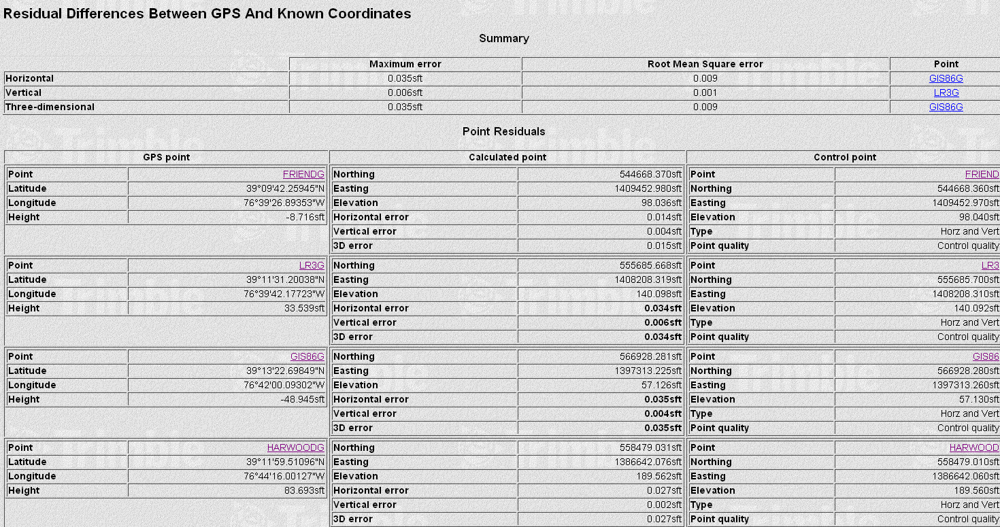 Residual Differences Between GPS And Known Coordinates
Summary
Maximum error Root Mean Square error Point
Horizontal 0.035sft 0.009 GIS86G
Vertical 0.006sft 0.001 LR3G
Three-dimensional 0.035sft 0.009 GIS86G
Point Residuals
GPS point Calculated point Control point
Point FRIENDG Northing 544668.370sft Point FRIEND
Latitude 39°09'42.25945"N Easting 1409452.980sft Northing 544668.360sft
Longitude 76°39'26.89353"W Elevation 98.036sft Easting 1409452.970sft
Height -8.716sft Horizontal error 0.014sft Elevation 98.040sft
Vertical error 0.004sft Type Horz and Vert
3D error 0.015sft Point quality Control quality
Point LR3G Northing 555685.668sft Point LR3
Latitude 39°11'31.20038"N Easting 1408208.319sft Northing 555685.700sft
Longitude 76°39'42.17723"W Elevation 140.098sft Easting 1408208.310sft
Height 33.539sft Horizontal error 0.034sft Elevation 140.092sft
Vertical error 0.006sft Type Horz and Vert
3D error 0.034sft Point quality Control quality
Point GIS86G Northing 566928.281sft Point GIS86
Latitude 39°13'22.69849"N Easting 1397313.225sft Northing 566928.280sft
Longitude 76°42'00.09302"W Elevation 57.126sft Easting 1397313.260sft
Height -48.945sft Horizontal error 0.035sft Elevation 57.130sft
Vertical error 0.004sft Type Horz and Vert
3D error 0.035sft Point quality Control quality
Point HARWOODG Northing 558479.031sft Point HARWOOD
Latitude 39°11'59.51096"N Easting 1386642.076sft Northing 558479.010sft
Longitude 76°44'16.00127"W Elevation 189.562sft Easting 1386642.060sft
Height 83.693sft Horizontal error 0.027sft Elevation 189.560sft
Vertical error 0.002sft Type Horz and Vert
3D error 0.027sft Point quality Control quality